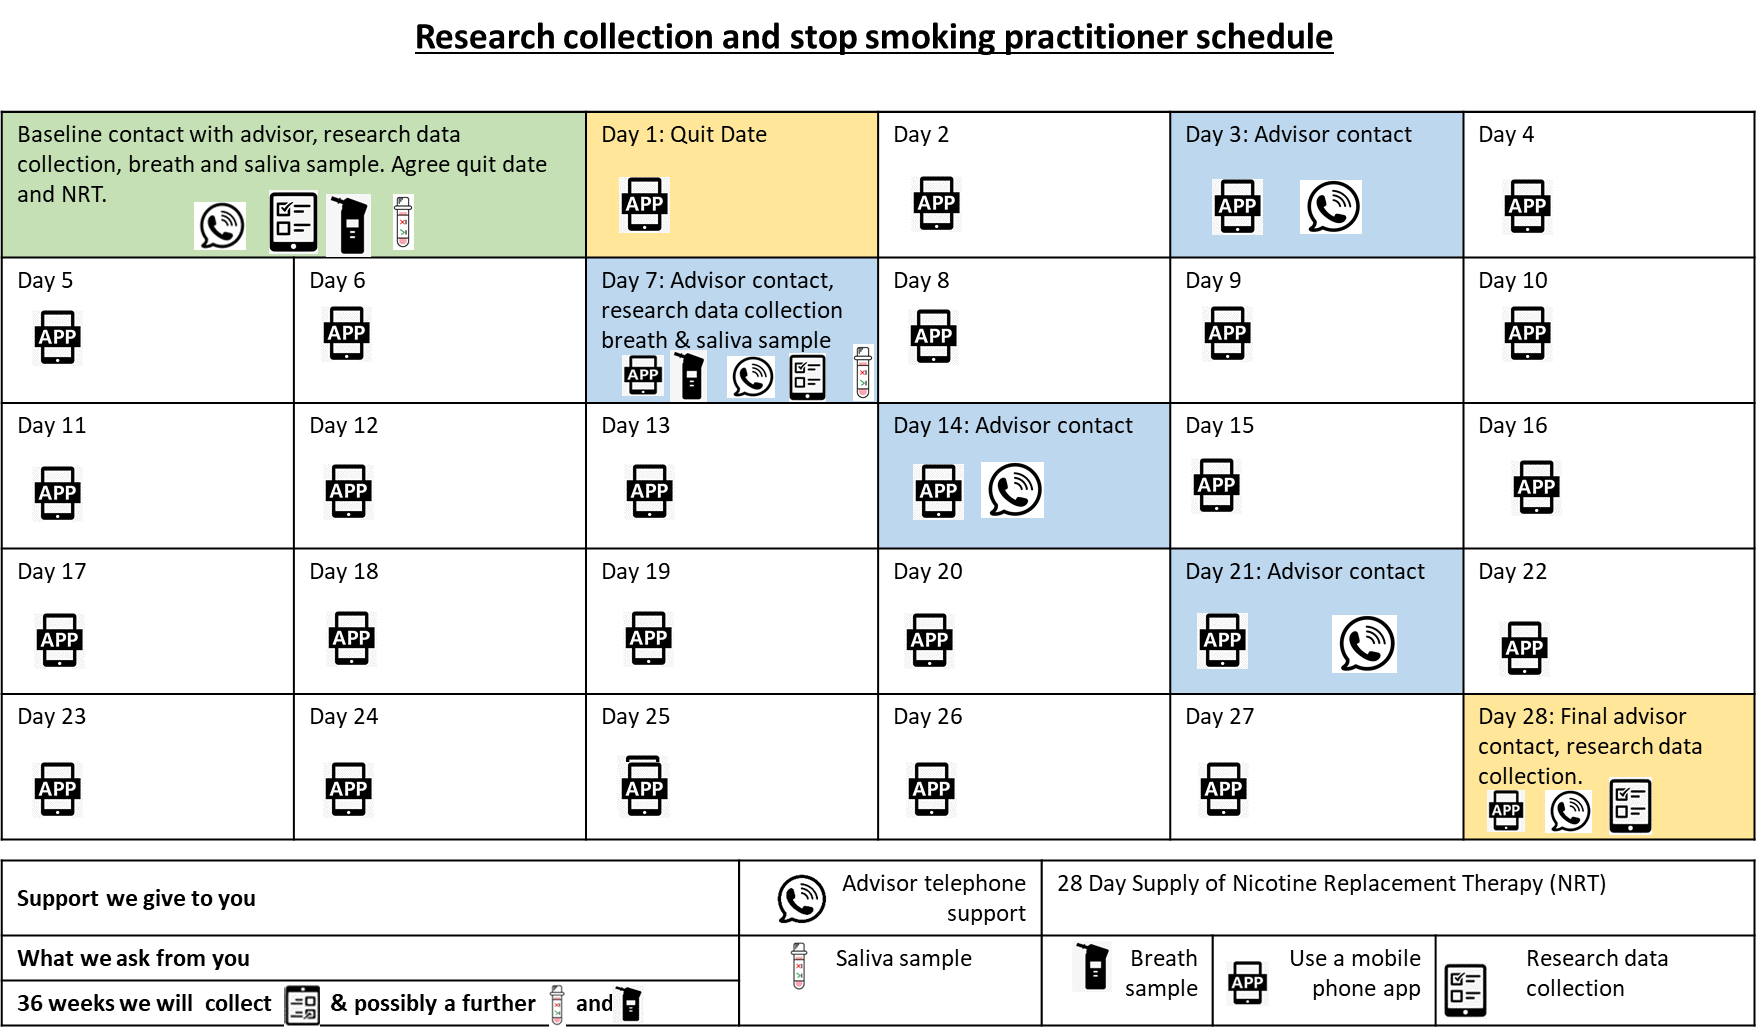 Research collection and stop smoking practitioner schedule
Baseline contact with advisor, research data
collection, breath and saliva sample. Agree quit date
and NRT.
Day 1: Quit Date
APP
Day 2
APP
Day 3: Advisor contact
APP
Day 4
APP
Day 5
APP
Day 6
APP
Day 7: Advisor contact,
research data collection
breath & saliva sample
APP
Day 8
APP
Day 9
APP
Day 10
APP
Day 11
APP
Day 12
APP
Day 13
APP
Day 14: Advisor contact
APP
Day 15
APP
Day 16
APP
Day 17
APP
Day 18
APP
Day 19
APP
Day 20
APP
Day 21: Advisor contact
APP
Day 22
APP
Day 23
APP
Day 24
APP
Day 25
APP
Day 26
APP
Day 27
APP
Day 28: Final advisor
contact, research data
collection.
APP
Support we give to you
Advisor telephone
support
28 Day Supply of Nicotine Replacement Therapy (NRT)
What we ask from you
Saliva sample
Breath
sample
APP
Use a mobile
phone app
Research data
collection
36 weeks we will collect & possibly a further and